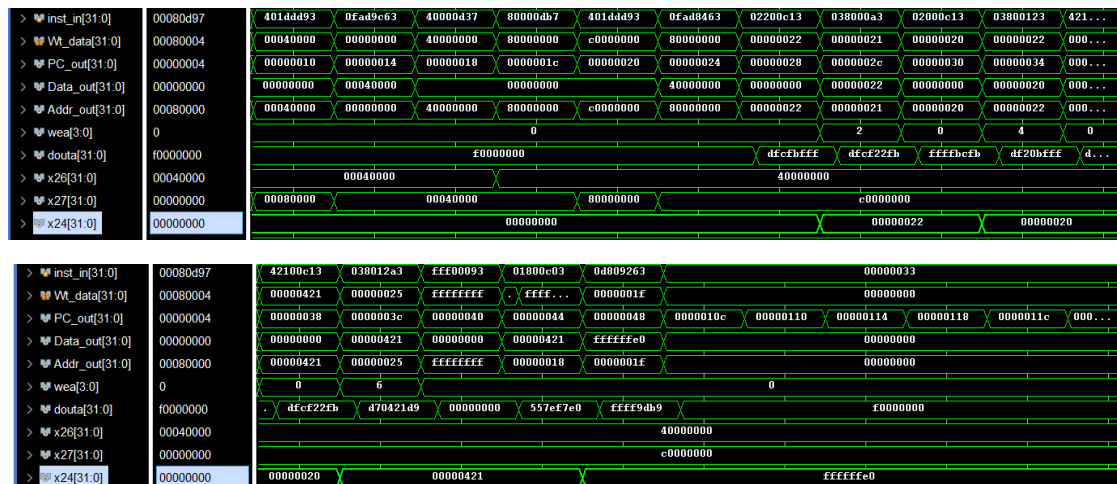 inst_in[31:0] 00080d97 401ddd93 0fad9c63 40000d37 80000db7 401ddd93 0fad8463 02200c13 038000a3 02000c13 03800123 421...
Wt_data[31:0] 00080004 00040000 00000000 40000000 80000000 c0000000 80000000 00000022 00000021 00000020 00000022 000...
PC_out[31:0] 00000004 00000010 00000014 00000018 0000001c 00000020 00000024 00000028 0000002c 00000030 00000034 000...
Data_out[31:0] 00000000 00000000 00040000 00000000 40000000 00000000 00000022 00000000 00000020 000...
Addr_out[31:0] 00080000 00040000 00000000 40000000 80000000 c0000000 80000000 00000022 00000021 00000020 00000022 000...
wea[3:0] 0 0 2 0 4 0
douta[31:0] f0000000 f0000000 dfcfbfff dfcf22fb ffffbcfb df20bfff d...
x26[31:0] 00040000 00040000 40000000
x27[31:0] 00000000 00080000 00040000 80000000 c0000000
x24[31:0] 00000000 00000000 00000022 00000020
inst_in[31:0] 00080d97 42100c13 038012a3 fff00093 01800c03 0d809263 00000033
Wt_data[31:0] 00080004 00000421 00000025 ffffffff . ffff... 0000001f 00000000
PC_out[31:0] 00000004 00000038 0000003c 00000040 00000044 00000048 0000010c 00000110 00000114 00000118 0000011c 000...
Data_out[31:0] 00000000 00000000 00000421 00000000 00000421 ffffffe0 00000000
Addr_out[31:0] 00080000 00000421 00000025 ffffffff 00000018 0000001f 00000000
wea[3:0] 0 0 6 0
douta[31:0] f0000000 . dfcf22fb d70421d9 00000000 557ef7e0 ffff9db9 f0000000
x26[31:0] 00040000 40000000
x27[31:0] 00000000 c0000000
x24[31:0] 00000000 00000020 00000421 ffffffe0